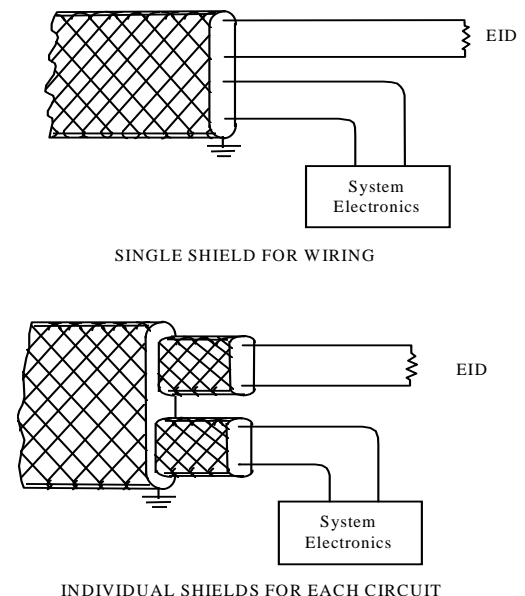 EID
System
Electronics
SINGLE SHIELD FOR WIRING
EID
System
Electronics
INDIVIDUAL SHIELDS FOR EACH CIRCUIT